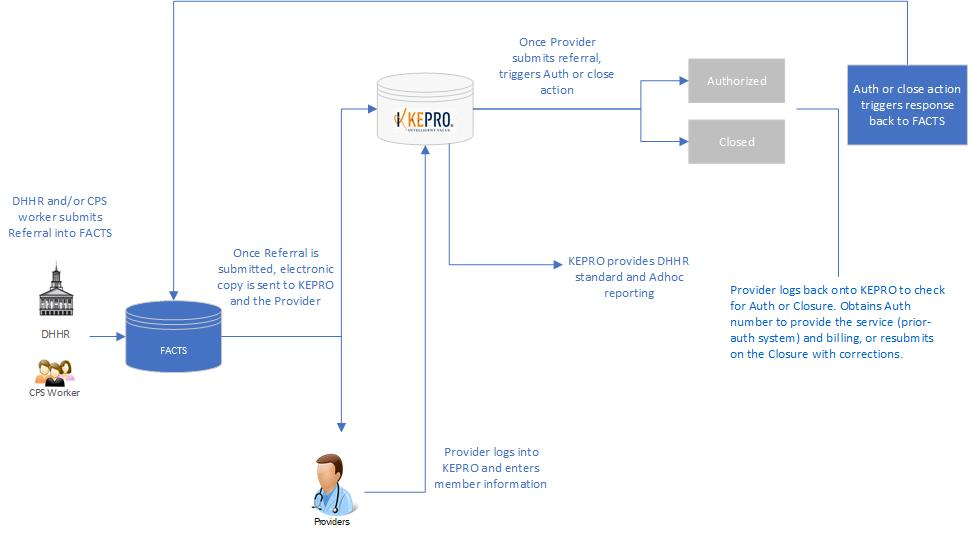 Once Provider
submits referral,
triggers Auth or close
action
Authorized
Closed
Auth or close action
triggers response
back to FACTS
KEPRO
INTELLIGENT VALUE
DHHR and/or CPS
worker submits
Referral into FACTS
Once Referral is
submitted, electronic
copy is sent to KEPRO
and the Provider
KEPRO provides DHHR
standard and Adhoc
reporting
Provider logs back onto KEPRO to check
for Auth or Closure. Obtains Auth
number to provide the service (prior-
auth system) and billing, or resubmits
on the Closure with corrections.
DHHR
FACTS
CPS Worker
Provider logs into
KEPRO and enters
member information
Providers